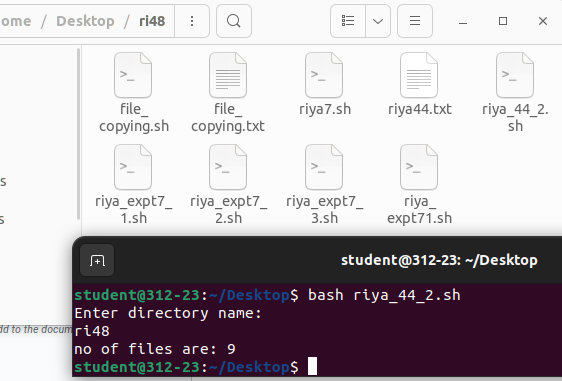 ome / Desktop / ri48
file_ copying.sh
file_ copying.txt
riya7.sh
riya44.txt
riya_44_2. sh
riya_expt7_ 1.sh
riya_expt7_ 2.sh
riya_expt7_ 3.sh
riya_ expt71.sh
s
s
dd to the docum
student@312-23: ~/Desktop
student@312-23:~/Desktop$ bash riya_44_2.sh
Enter directory name:
ri48
no of files are: 9
student@312-23:~/Desktop$